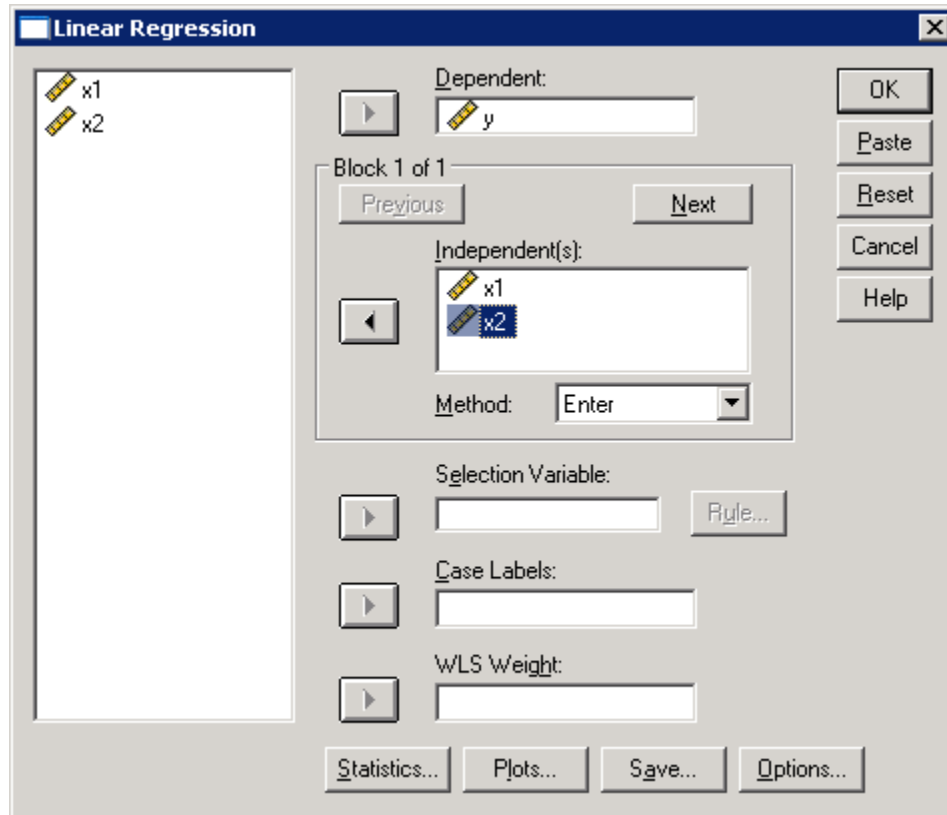 Linear Regression
x1
x2
Dependent:
y
Block 1 of 1
Previous
Next
Independent(s):
x1
x2
Method:
Enter
Selection Variable:
Rule...
Case Labels:
WLS Weight:
Statistics...
Plots...
Save...
Options...
OK
Paste
Reset
Cancel
Help